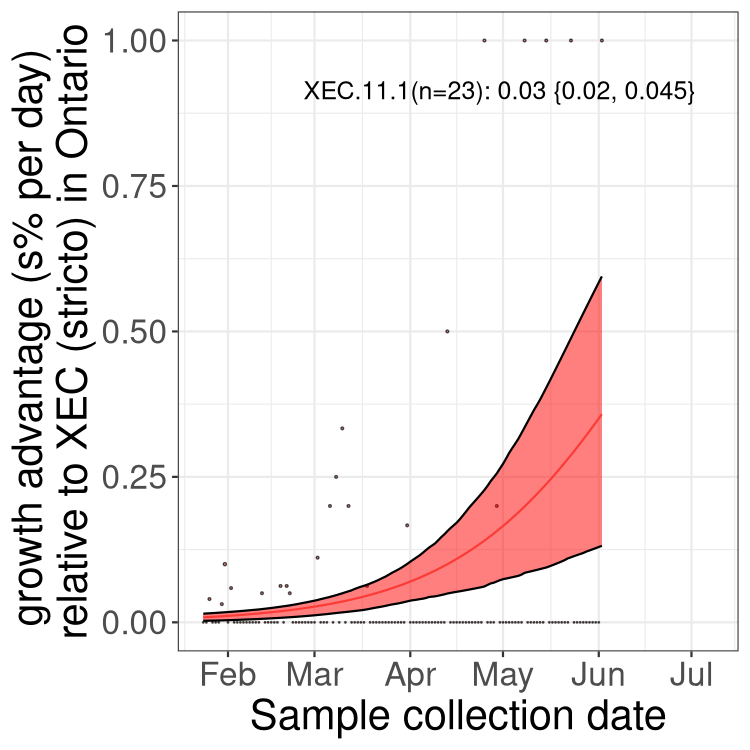 growth advantage (s% per day)
relative to XEC (stricto) in Ontario
1.00
XEC.11.1(n=23): 0.03 {0.02, 0.045}
0.75
0.50
0.25
0.00
Feb Mar Apr May Jun Jul
Sample collection date